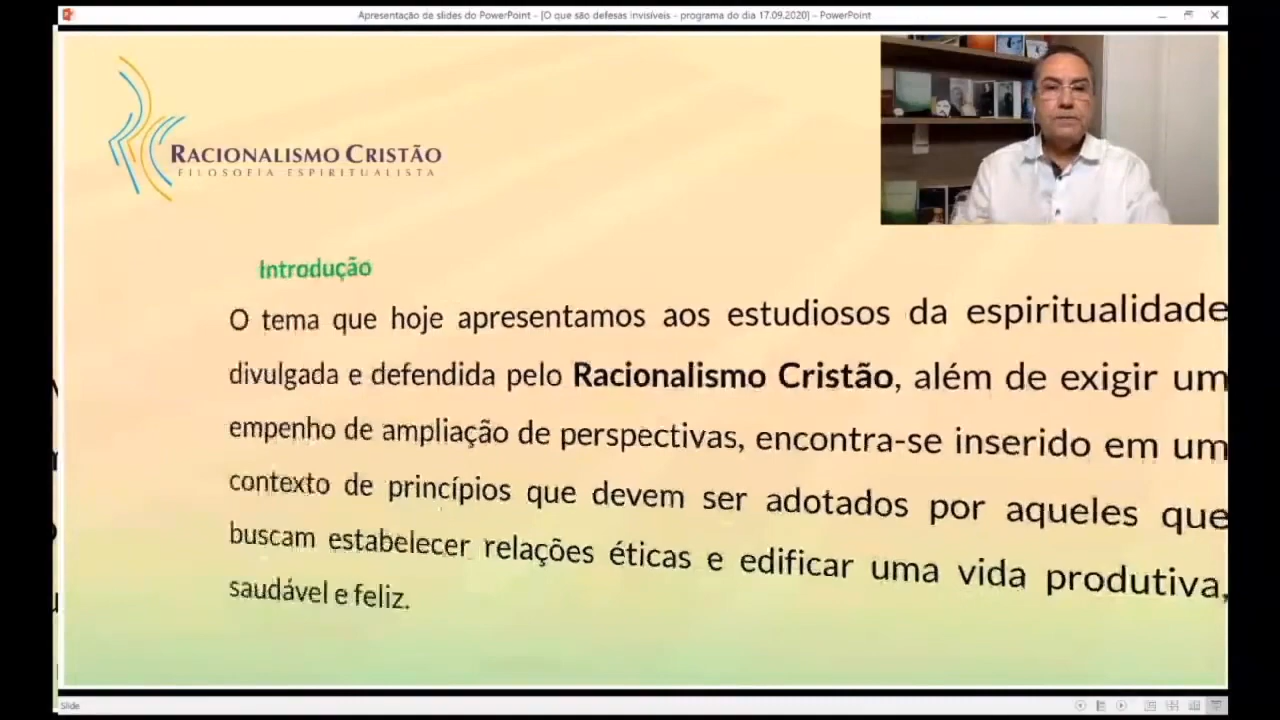 Apresentação de slides do PowerPoint - [O que são defesas invisíveis - programa do dia 17.09.2020] - PowerPoint
RACIONALISMO CRISTÃO
FILOSOFIA ESPIRITUALISTA
Introdução
O tema que hoje apresentamos aos estudiosos da espiritualidade
divulgada e defendida pelo Racionalismo Cristão, além de exigir um
empenho de ampliação de perspectivas, encontra-se inserido em um
contexto de princípios que devem ser adotados por aqueles que
buscam estabelecer relações éticas e edificar uma vida produtiva,
saudável e feliz.
Slide